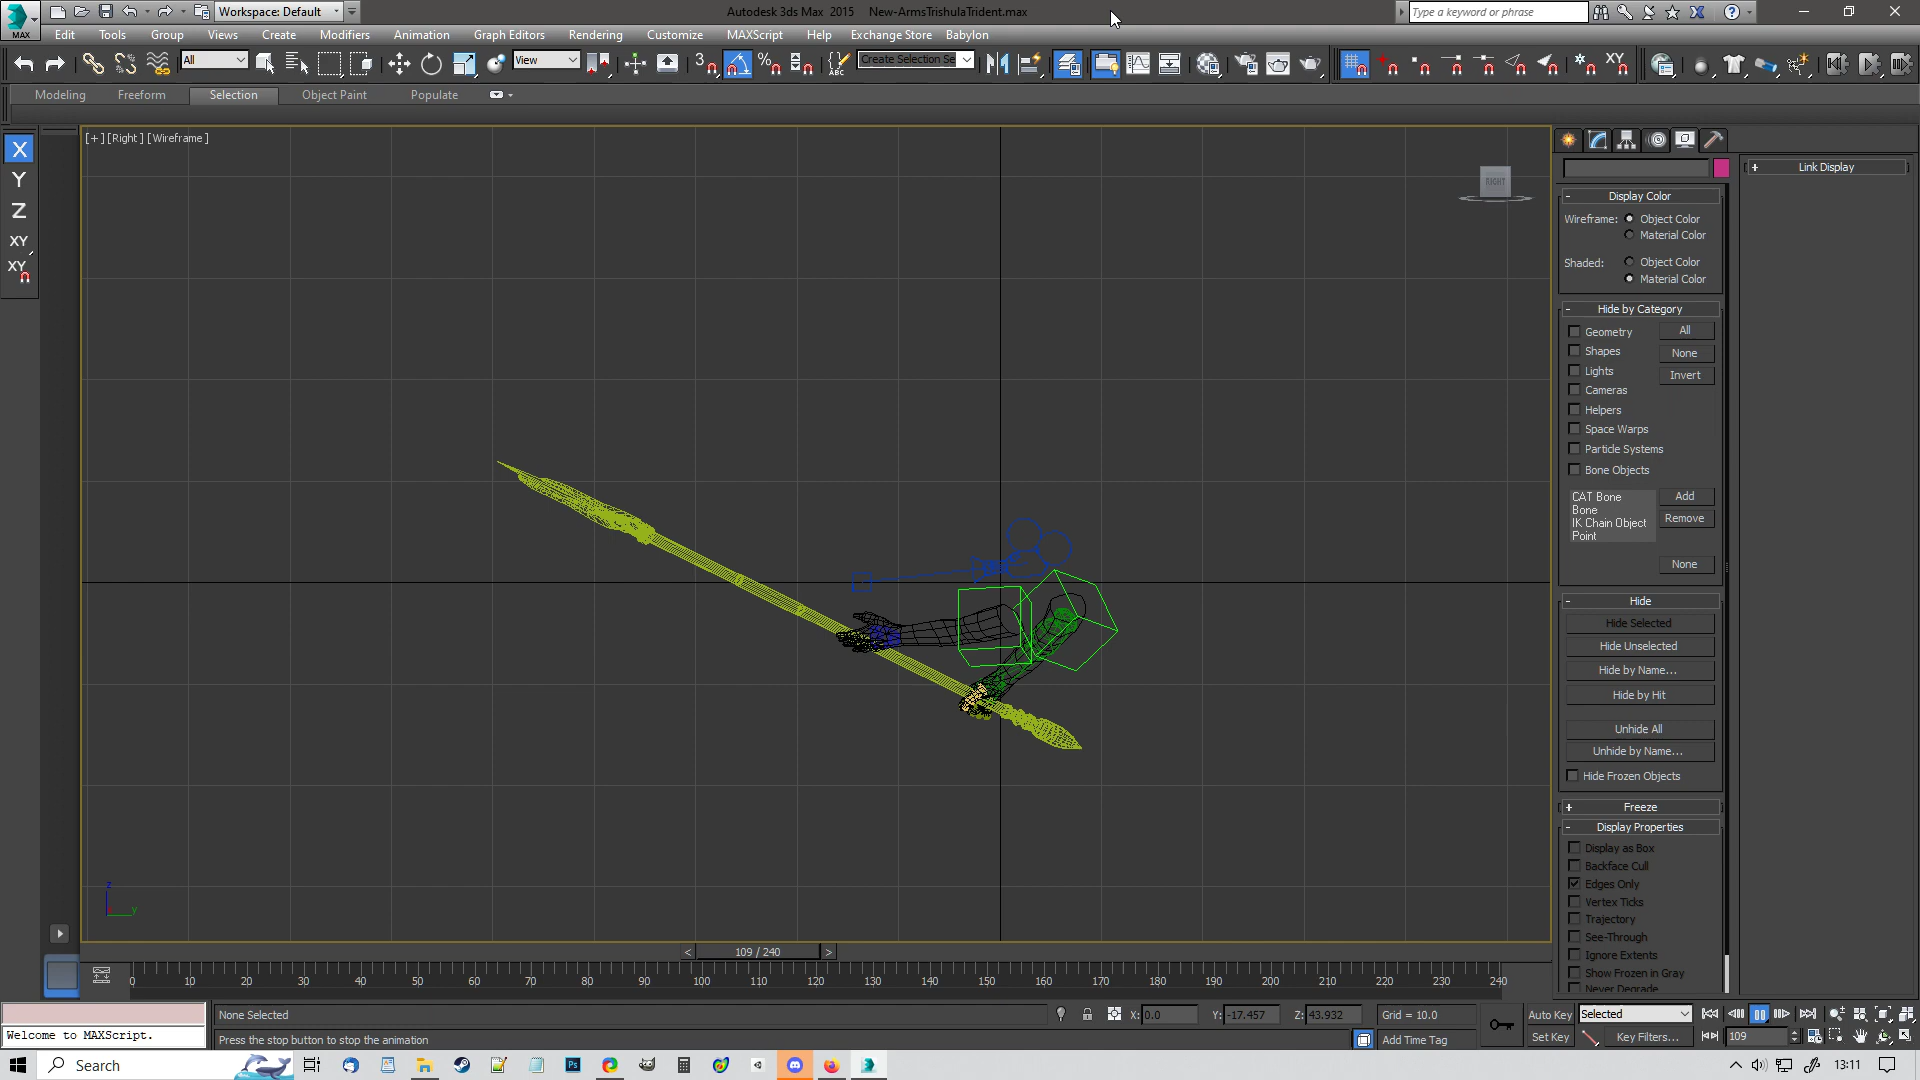 Workspace: Default
Autodesk 3ds Max  2015    New-ArmsTrishulaTrident.max
Type a keyword or phrase
MAX
Edit Tools Group Views Create Modifiers Animation Graph Editors Rendering Customize MAXScript Help Exchange Store Babylon
All
View
3
%
ABC
Create Selection Se
XY
Modeling Freeform Selection Object Paint Populate
[+] [Right] [Wireframe]
X
Y
Z
XY
XY
RIGHT
Z
Y
Link Display
Display Color
Wireframe: Object Color
Material Color
Shaded: Object Color
Material Color
Hide by Category
Geometry All
Shapes None
Lights Invert
Cameras
Helpers
Space Warps
Particle Systems
Bone Objects
CAT Bone Add
Bone
IK Chain Object Remove
Point
None
Hide
Hide Selected
Hide Unselected
Hide by Name...
Hide by Hit
Unhide All
Unhide by Name...
Hide Frozen Objects
Freeze
Display Properties
Display as Box
Backface Cull
Edges Only
Vertex Ticks
Trajectory
See-Through
Ignore Extents
Show Frozen in Gray
Never Degrade
< 109 / 240 >
0 10 20 30 40 50 60 70 80 90 100 110 120 130 140 150 160 170 180 190 200 210 220 230 240
None Selected X: 0.0 Y: -17.457 Z: 43.932 Grid = 10.0 Auto Key Selected
Welcome to MAXScript. Press the stop button to stop the animation Add Time Tag Set Key Key Filters... 109
Search 13:11